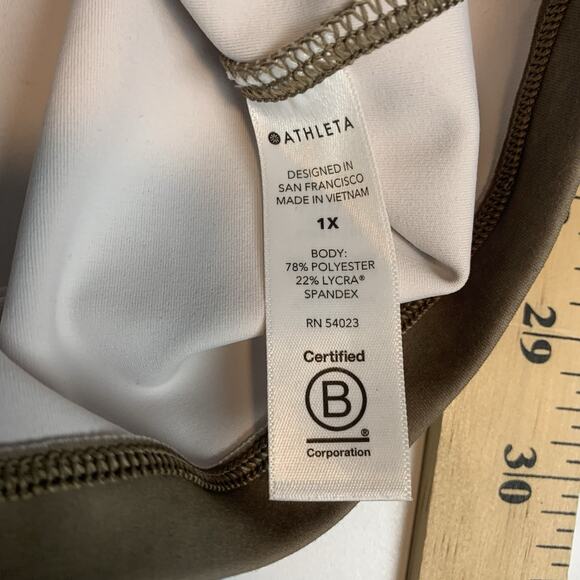 ATHLETA
DESIGNED IN
SAN FRANCISCO
MADE IN VIETNAM
1X
BODY:
78% POLYESTER
22% LYCRA®
SPANDEX
RN 54023
Certified
B
®
Corporation
29
30